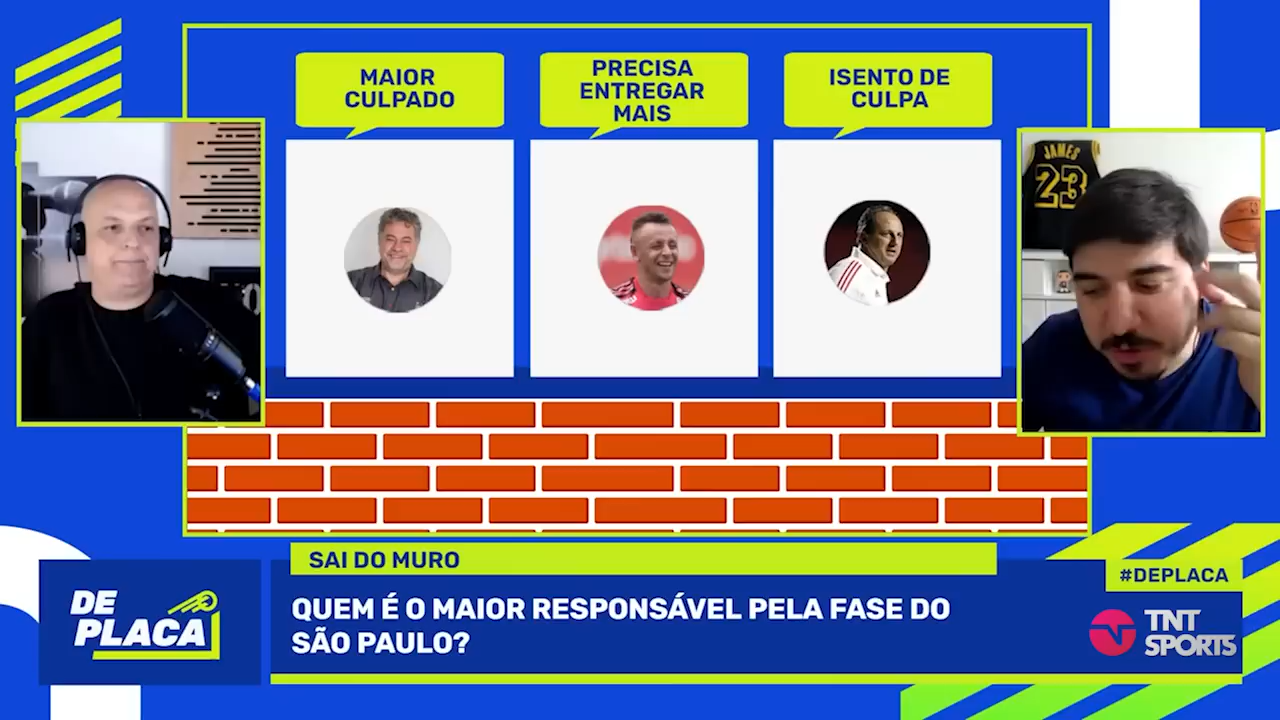 MAIOR
CULPADO
PRECISA
ENTREGAR
MAIS
ISENTO DE
CULPA
JAMES
23
SAI DO MURO
#DEPLACA
DE
PLACA
QUEM É O MAIOR RESPONSÁVEL PELA FASE DO
SÃO PAULO?
TNT
SPORTS